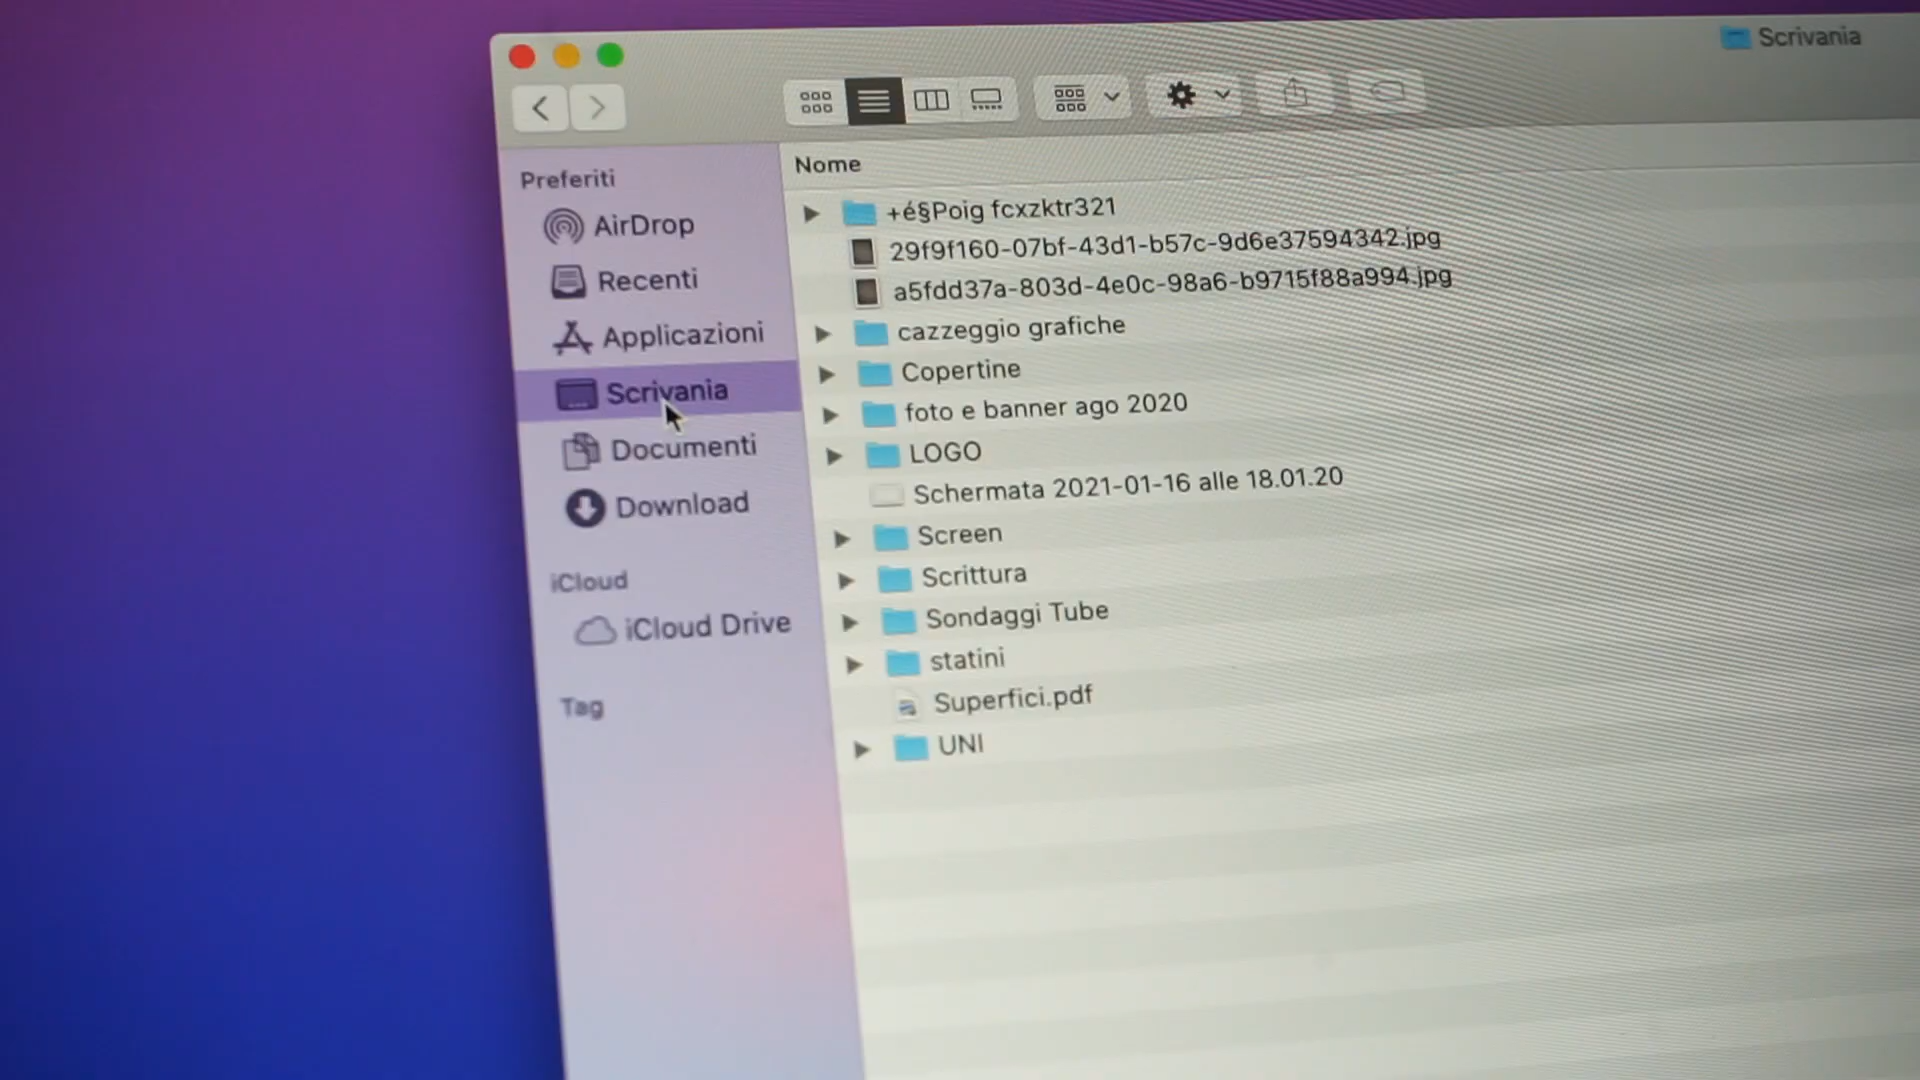 Scrivania
Preferiti
AirDrop
Recenti
Applicazioni
Scrivania
Documenti
Download
iCloud
iCloud Drive
Tag
Nome
+é§Poig fcxzktr321
29f9f160-07bf-43d1-b57c-9d6e37594342.jpg
a5fdd37a-803d-4e0c-98a6-b9715f88a994.jpg
cazzeggio grafiche
Copertine
foto e banner ago 2020
LOGO
Schermata 2021-01-16 alle 18.01.20
Screen
Scrittura
Sondaggi Tube
statini
Superfici.pdf
UNI